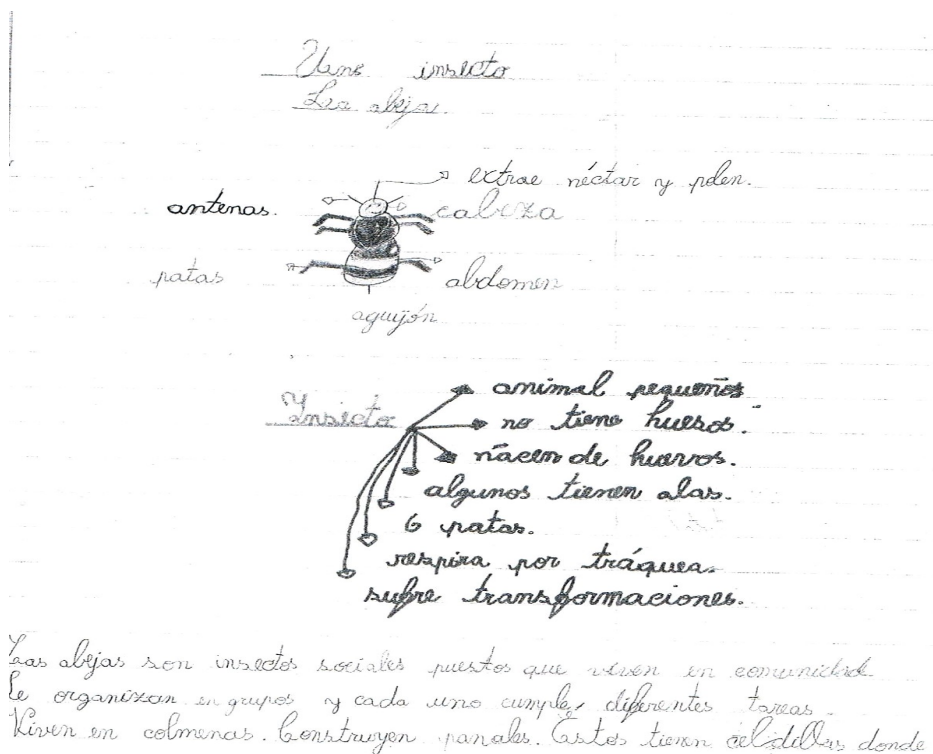 Une insecto
La abeja.
extrae néctar y polen.
antenas. cabeza
patas abdomen
aguijón
Insecto animal pequeños
no tiene huesos.
nacen de huevos.
algunos tienen alas.
6 patas.
respira por tráquea.
sufre transformaciones.
Las abejas son insectos sociales puestos que viven en comunidad
Se organizan en grupos y cada uno cumple diferentes tareas.
Viven en colmenas. Construyen panales. Estos tienen celdillas donde